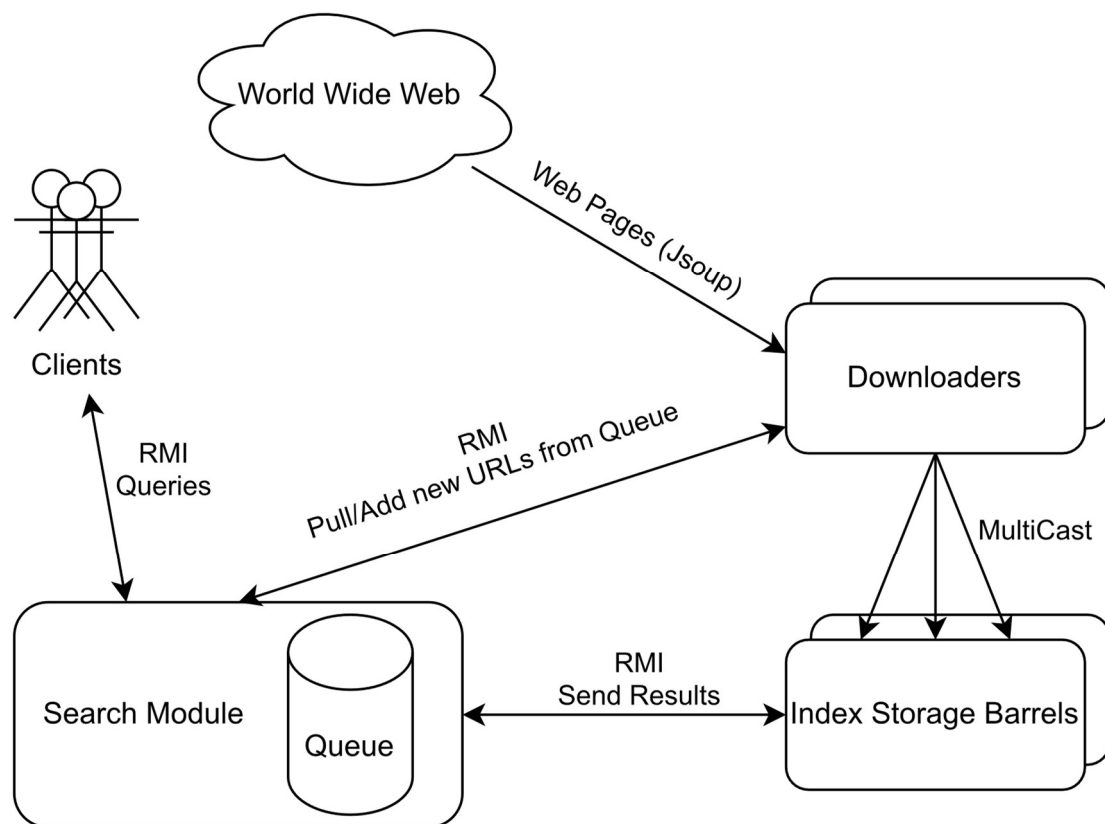 World Wide Web
Web Pages (Jsoup)
Clients
Downloaders
RMI
Queries
RMI
Pull/Add new URLs from Queue
MultiCast
Search Module
Queue
RMI
Send Results
Index Storage Barrels